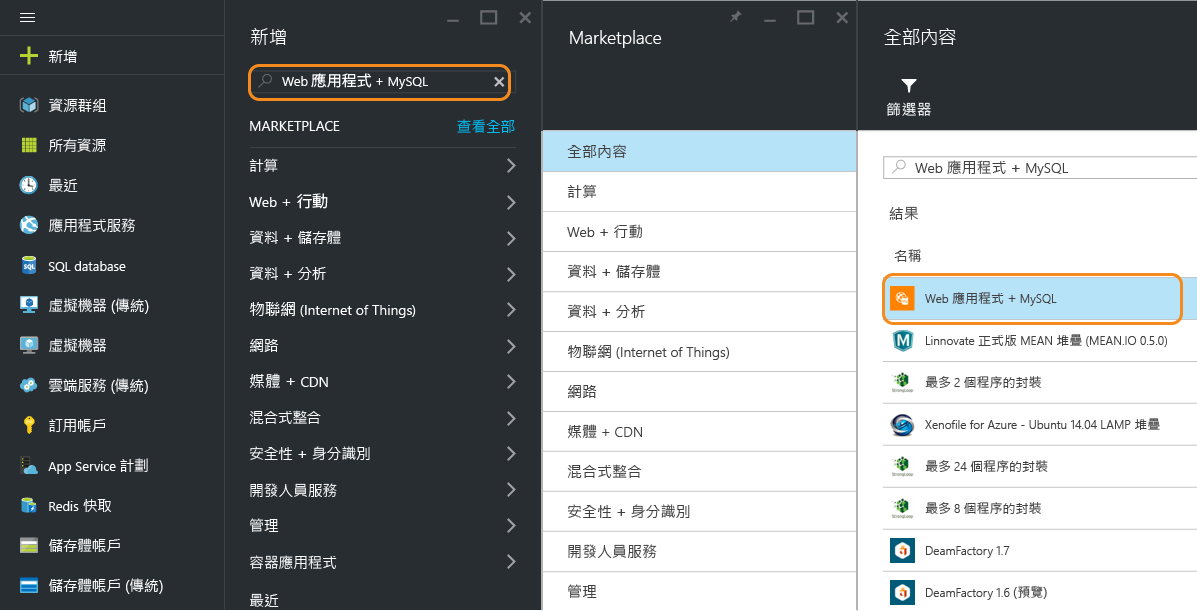 新增
資源群組
所有資源
最近
應用程式服務
SQL database
虛擬機器 (傳統)
虛擬機器
雲端服務 (傳統)
訂用帳戶
App Service 計劃
Redis 快取
儲存體帳戶
儲存體帳戶 (傳統)
新增
Web 應用程式 + MySQL
MARKETPLACE 查看全部
計算
Web + 行動
資料 + 儲存體
資料 + 分析
物聯網 (Internet of Things)
網路
媒體 + CDN
混合式整合
安全性 + 身分識別
開發人員服務
管理
容器應用程式
最近
Marketplace
全部內容
計算
Web + 行動
資料 + 儲存體
資料 + 分析
物聯網 (Internet of Things)
網路
媒體 + CDN
混合式整合
安全性 + 身分識別
開發人員服務
管理
全部內容
篩選器
Web 應用程式 + MySQL
結果
名稱
Web 應用程式 + MySQL
Linnovate 正式版 MEAN 堆疊 (MEAN.IO 0.5.0)
最多 2 個程序的封裝
Xenofile for Azure - Ubuntu 14.04 LAMP 堆疊
最多 24 個程序的封裝
最多 8 個程序的封裝
DeamFactory 1.7
DeamFactory 1.6 (預覽)